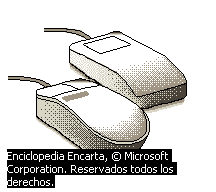 Enciclopedia Encarta, © Microsoft
Corporation. Reservados todos los
derechos.